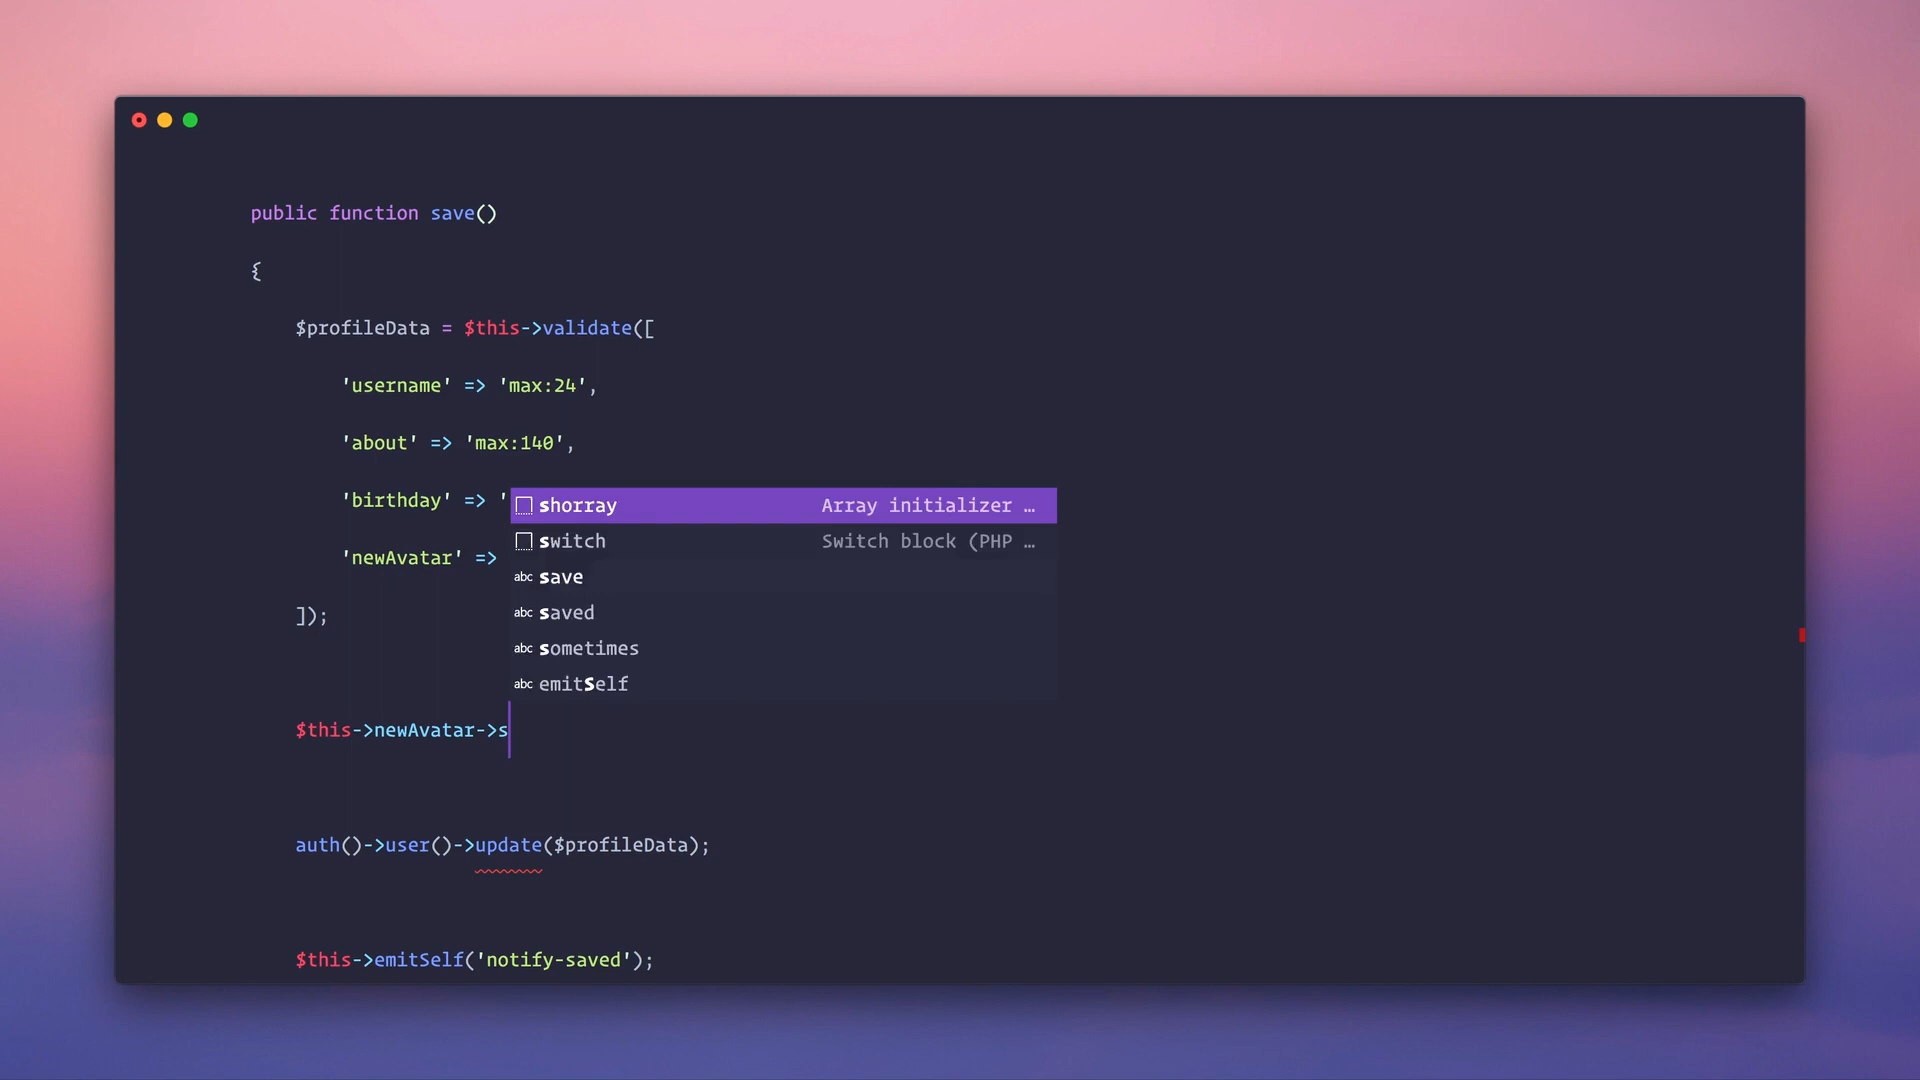 public function save()
{
$profileData = $this->validate([
'username' => 'max:24',
'about' => 'max:140',
'birthday' => '
'newAvatar' =>
]);
shorray Array initializer …
switch Switch block (PHP …
abc save
abc saved
abc sometimes
abc emitSelf
$this->newAvatar->s
auth()->user()->update($profileData);
$this->emitSelf('notify-saved');